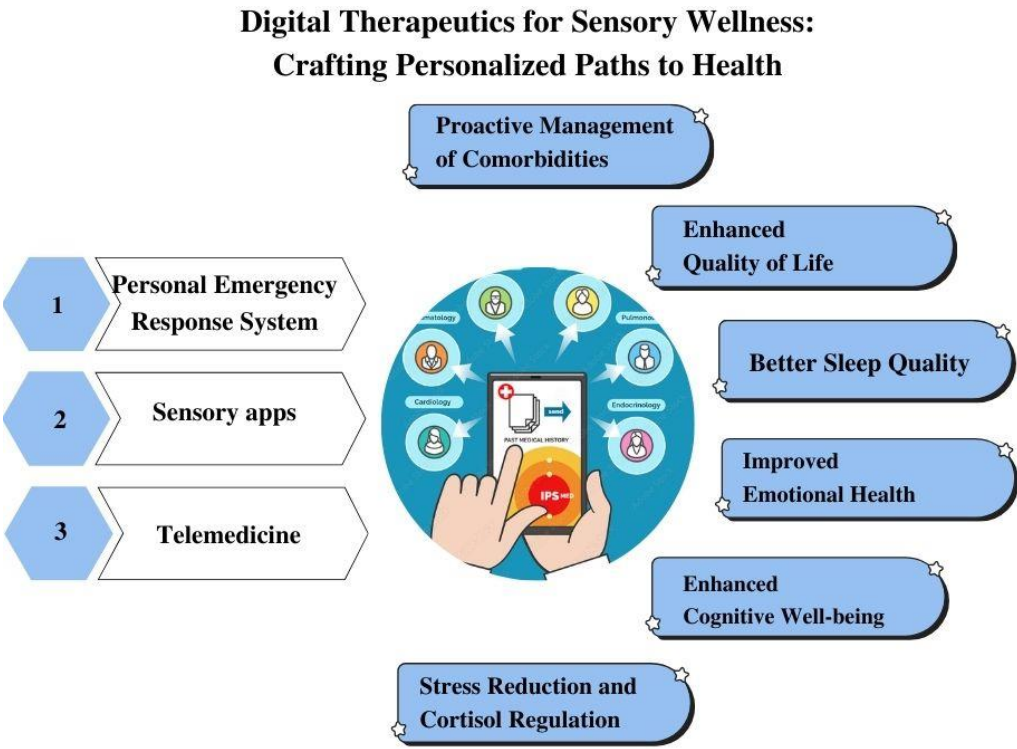 Digital Therapeutics for Sensory Wellness:
Crafting Personalized Paths to Health
Proactive Management
of Comorbidities
Enhanced
Quality of Life
Better Sleep Quality
Improved
Emotional Health
Enhanced
Cognitive Well-being
Stress Reduction and
Cortisol Regulation
1
Personal Emergency
Response System
2
Sensory apps
3
Telemedicine
Cardiology
Endocrinology
send
PAST MEDICAL HISTORY
IPS MED